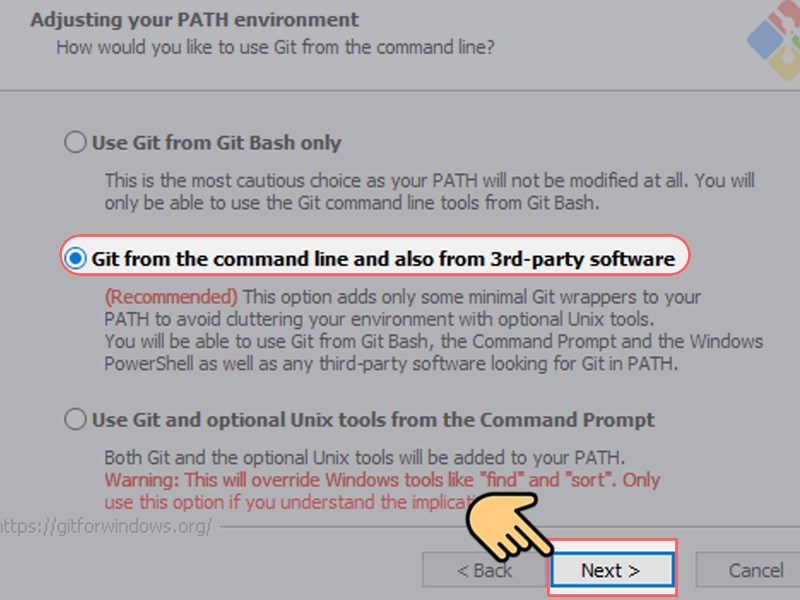 Adjusting your PATH environment
How would you like to use Git from the command line?
Use Git from Git Bash only
This is the most cautious choice as your PATH will not be modified at all. You will
only be able to use the Git command line tools from Git Bash.
Git from the command line and also from 3rd-party software
(Recommended) This option adds only some minimal Git wrappers to your
PATH to avoid cluttering your environment with optional Unix tools.
You will be able to use Git from Git Bash, the Command Prompt and the Windows
PowerShell as well as any third-party software looking for Git in PATH.
Use Git and optional Unix tools from the Command Prompt
Both Git and the optional Unix tools will be added to your PATH.
Warning: This will override Windows tools like "find" and "sort". Only
use this option if you understand the
https://gitforwindows.org/
< Back
Next >
Cancel